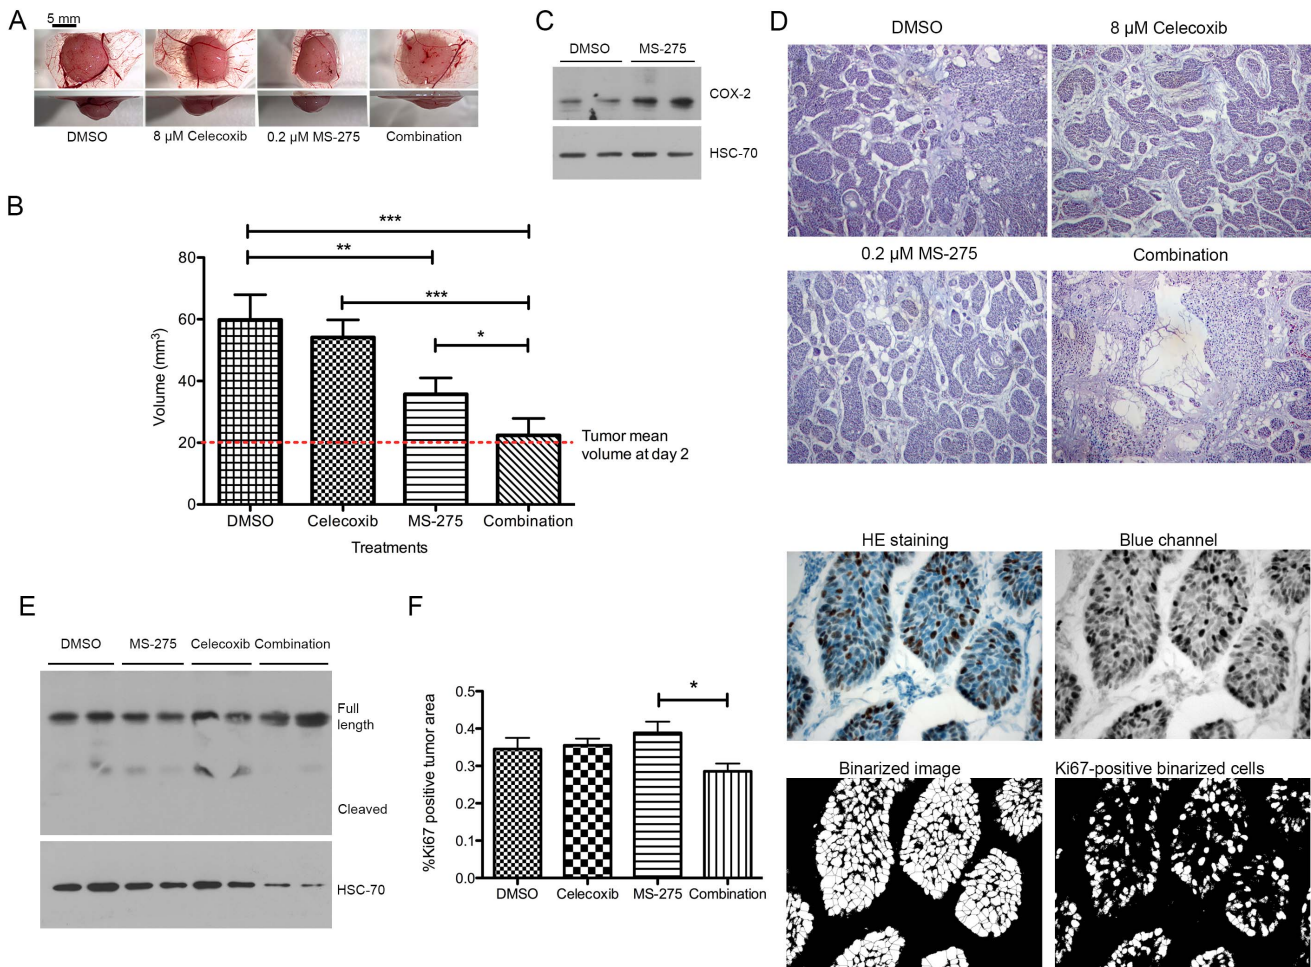 A
5 mm
DMSO
8 µM Celecoxib
0.2 µM MS-275
Combination
B
***
**
***
*
80
60
40
20
0
Volume (mm³)
Tumor mean
volume at day 2
DMSO
Celecoxib
MS-275
Combination
Treatments
C
DMSO
MS-275
COX-2
HSC-70
D
DMSO
8 µM Celecoxib
0.2 µM MS-275
Combination
HE staining
Blue channel
Binarized image
Ki67-positive binarized cells
E
DMSO
MS-275
Celecoxib
Combination
Full
length
Cleaved
HSC-70
F
*
0.5
0.4
0.3
0.2
0.1
0.0
%Ki67 positive tumor area
DMSO
Celecoxib
MS-275
Combination